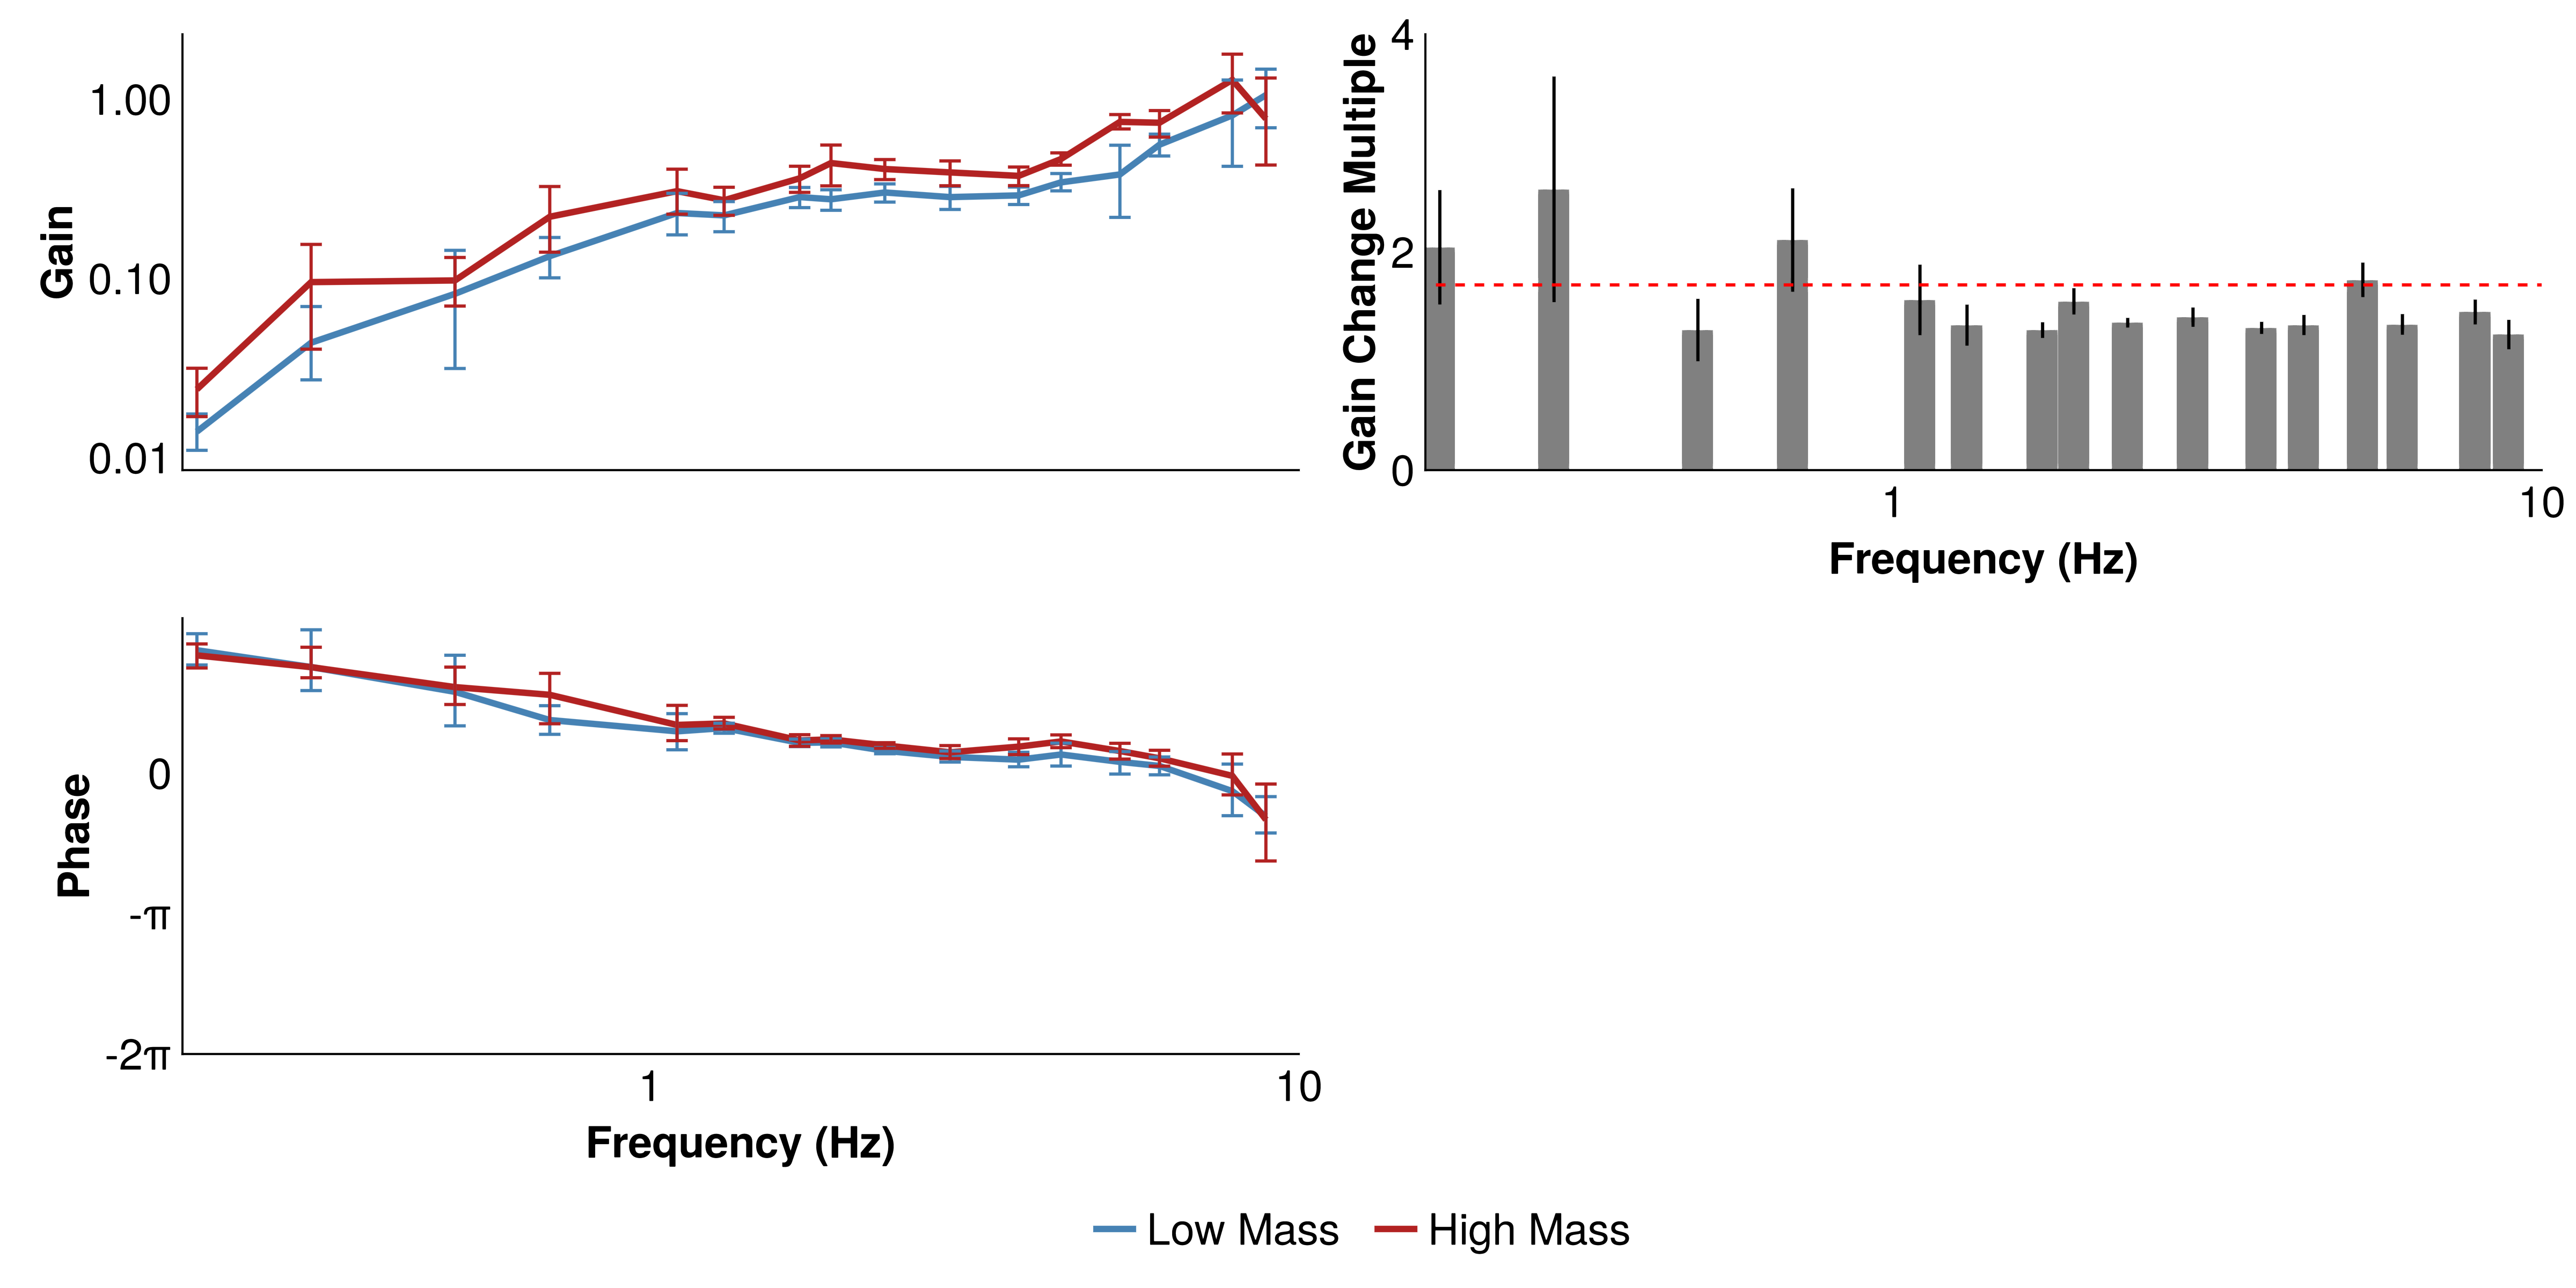 Gain
1.00
0.10
0.01
Gain Change Multiple
4
2
0
1
10
Frequency (Hz)
Phase
0
-π
-2π
1
10
Frequency (Hz)
Low Mass
High Mass